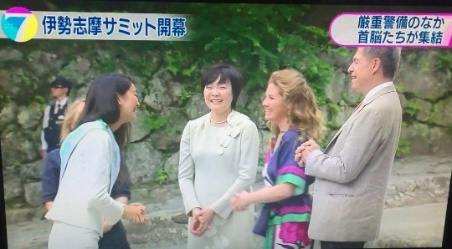 7
伊勢志摩サミット開幕
厳重警備のなか
首脳たちが集結